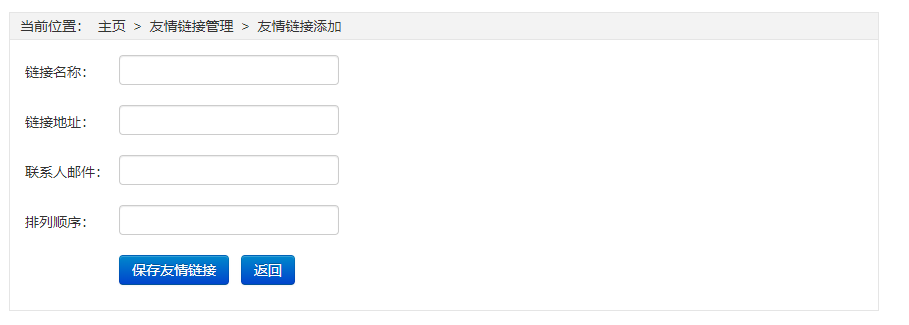 当前位置： 主页 > 友情链接管理 > 友情链接添加
链接名称：
链接地址：
联系人邮件：
排列顺序：
保存友情链接 返回